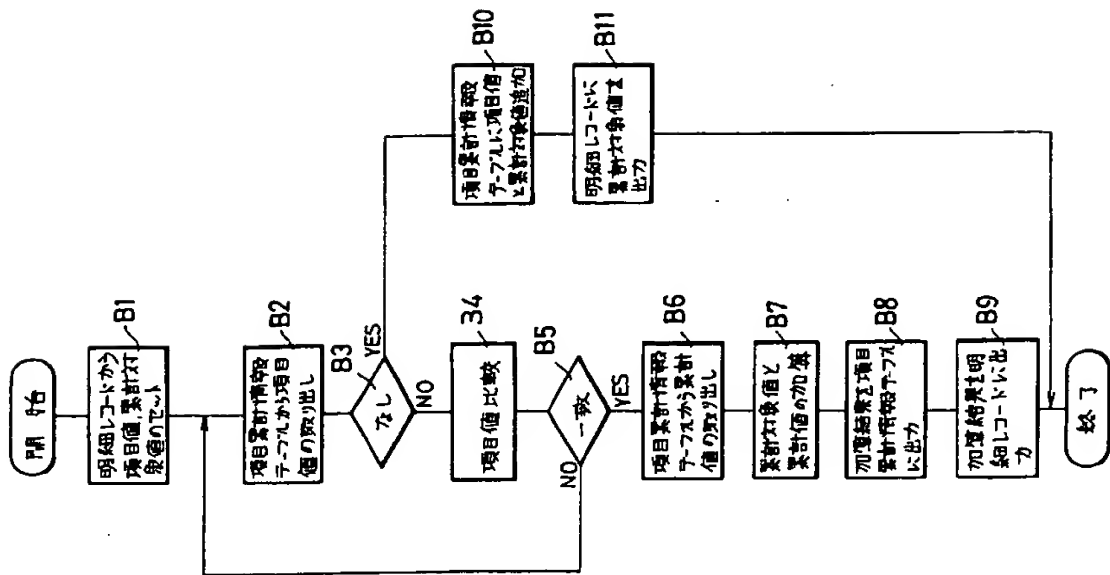 開始
明細レコードから
項目値,累計対
象値のセット
B1
項目累計情報
テーブルから項目
値の取り出し
B2
なし
B3
YES
NO
項目値比較
34
一致
B5
NO
YES
項目累計情報
テーブルから累計
値の取り出し
B6
累計対象値と
累計値の加算
B7
加算結果を項目
累計情報テーブル
に出力
B8
加算結果を明
細レコードに出
力
B9
終了
項目累計情報
テーブルに項目値
と累計対象値追加
B10
明細レコードに
累計対象値を
出力
B11